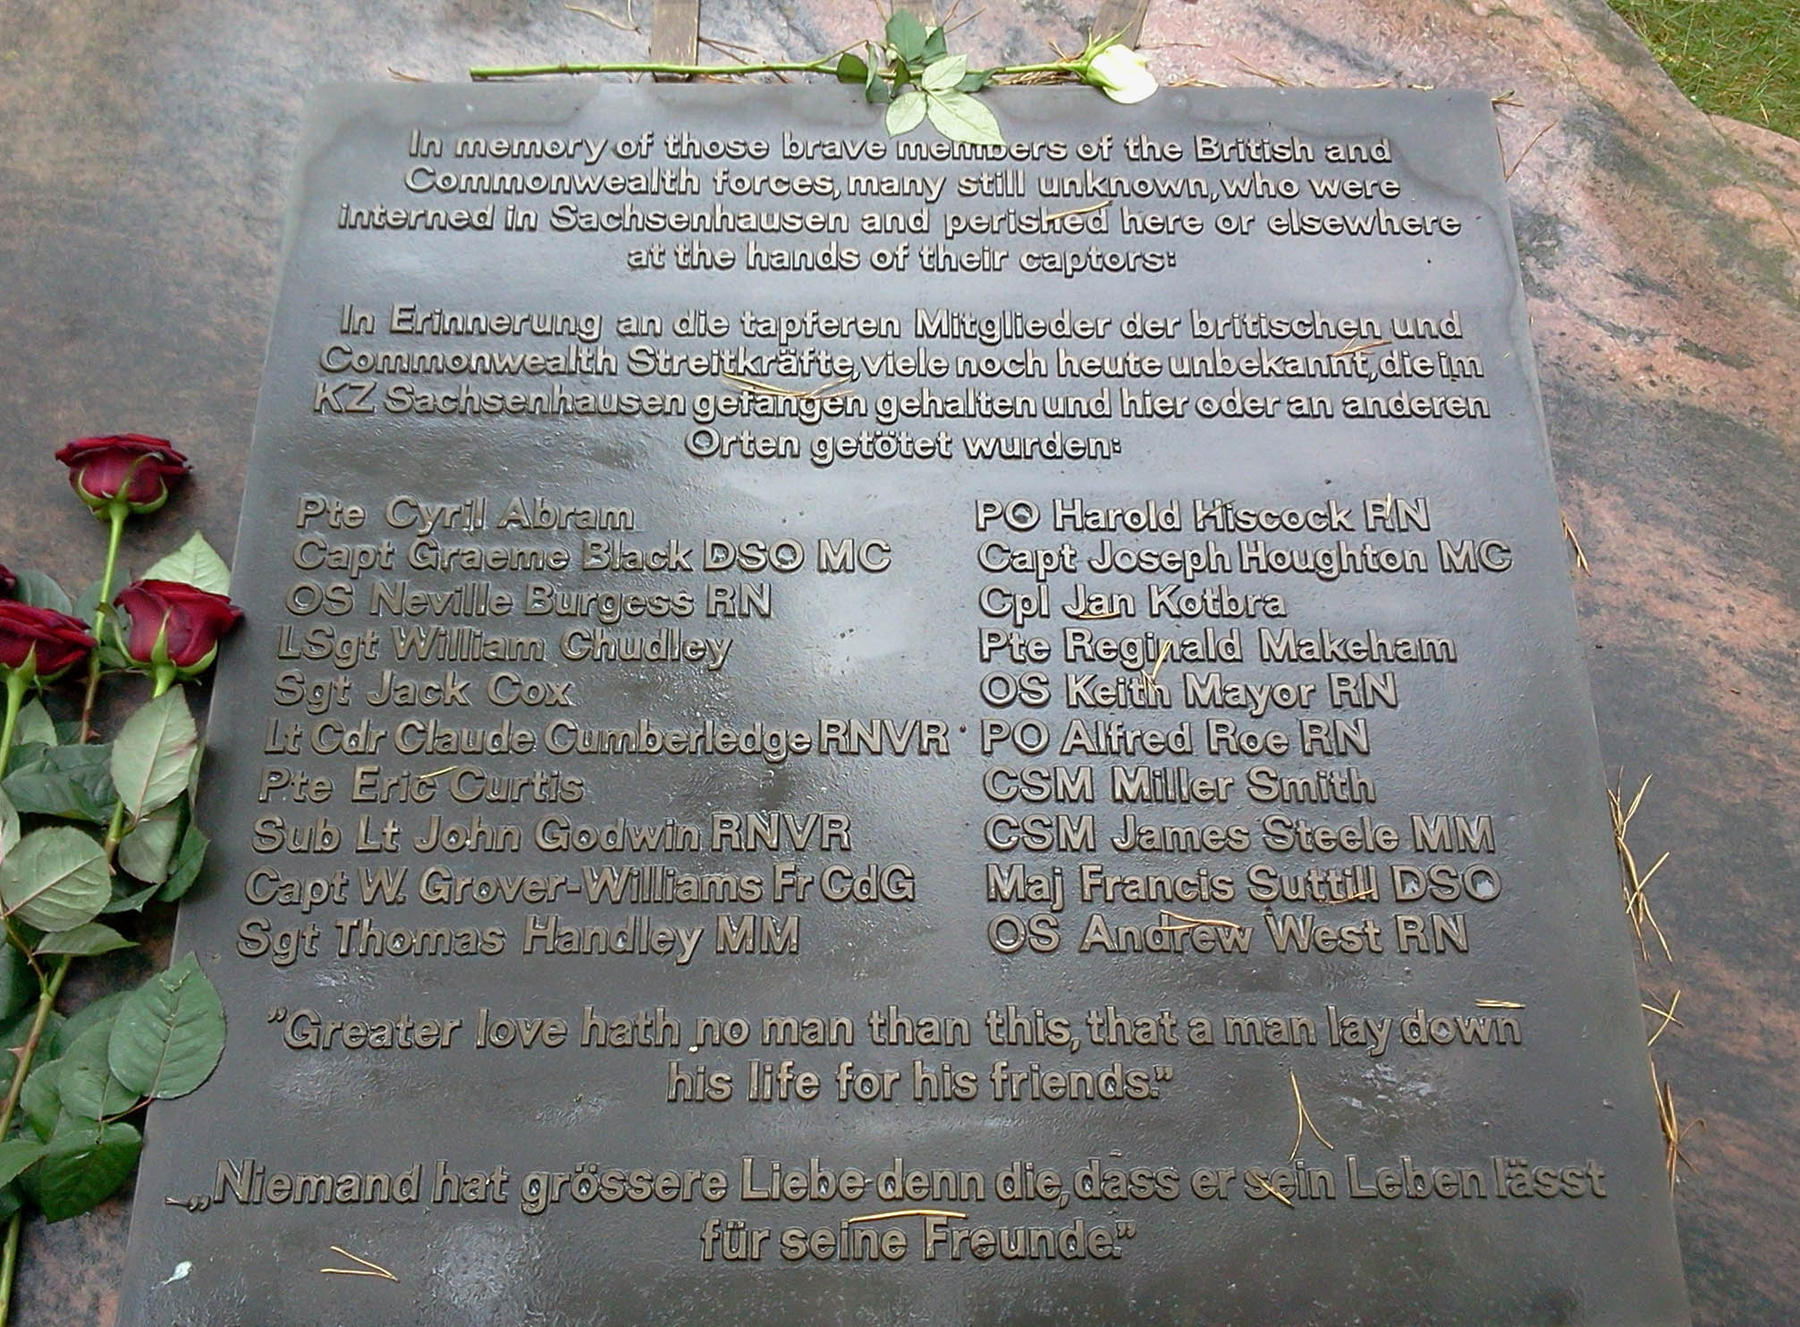 In memory of those brave members of the British and
Commonwealth forces, many still unknown, who were
interned in Sachsenhausen and perished here or elsewhere
at the hands of their captors:
In Erinnerung an die tapferen Mitglieder der britischen und
Commonwealth Streitkräfte, viele noch heute unbekannt, die im
KZ Sachsenhausen gefangen gehalten und hier oder an anderen
Orten getötet wurden:
Pte Cyril Abram
Capt Graeme Black DSO MC
OS Neville Burgess RN
LSgt William Chudley
Sgt Jack Cox
Lt Cdr Claude Cumberledge RNVR
Pte Eric Curtis
Sub Lt John Godwin RNVR
Capt W. Grover-Williams Fr CdG
Sgt Thomas Handley MM
PO Harold Hiscock RN
Capt Joseph Houghton MC
Cpl Jan Kotbra
Pte Reginald Makeham
OS Keith Mayor RN
PO Alfred Roe RN
CSM Miller Smith
CSM James Steele MM
Maj Francis Suttill DSO
OS Andrew West RN
”Greater love hath no man than this, that a man lay down
his life for his friends.”
„Niemand hat grössere Liebe denn die, dass er sein Leben lässt
für seine Freunde.”